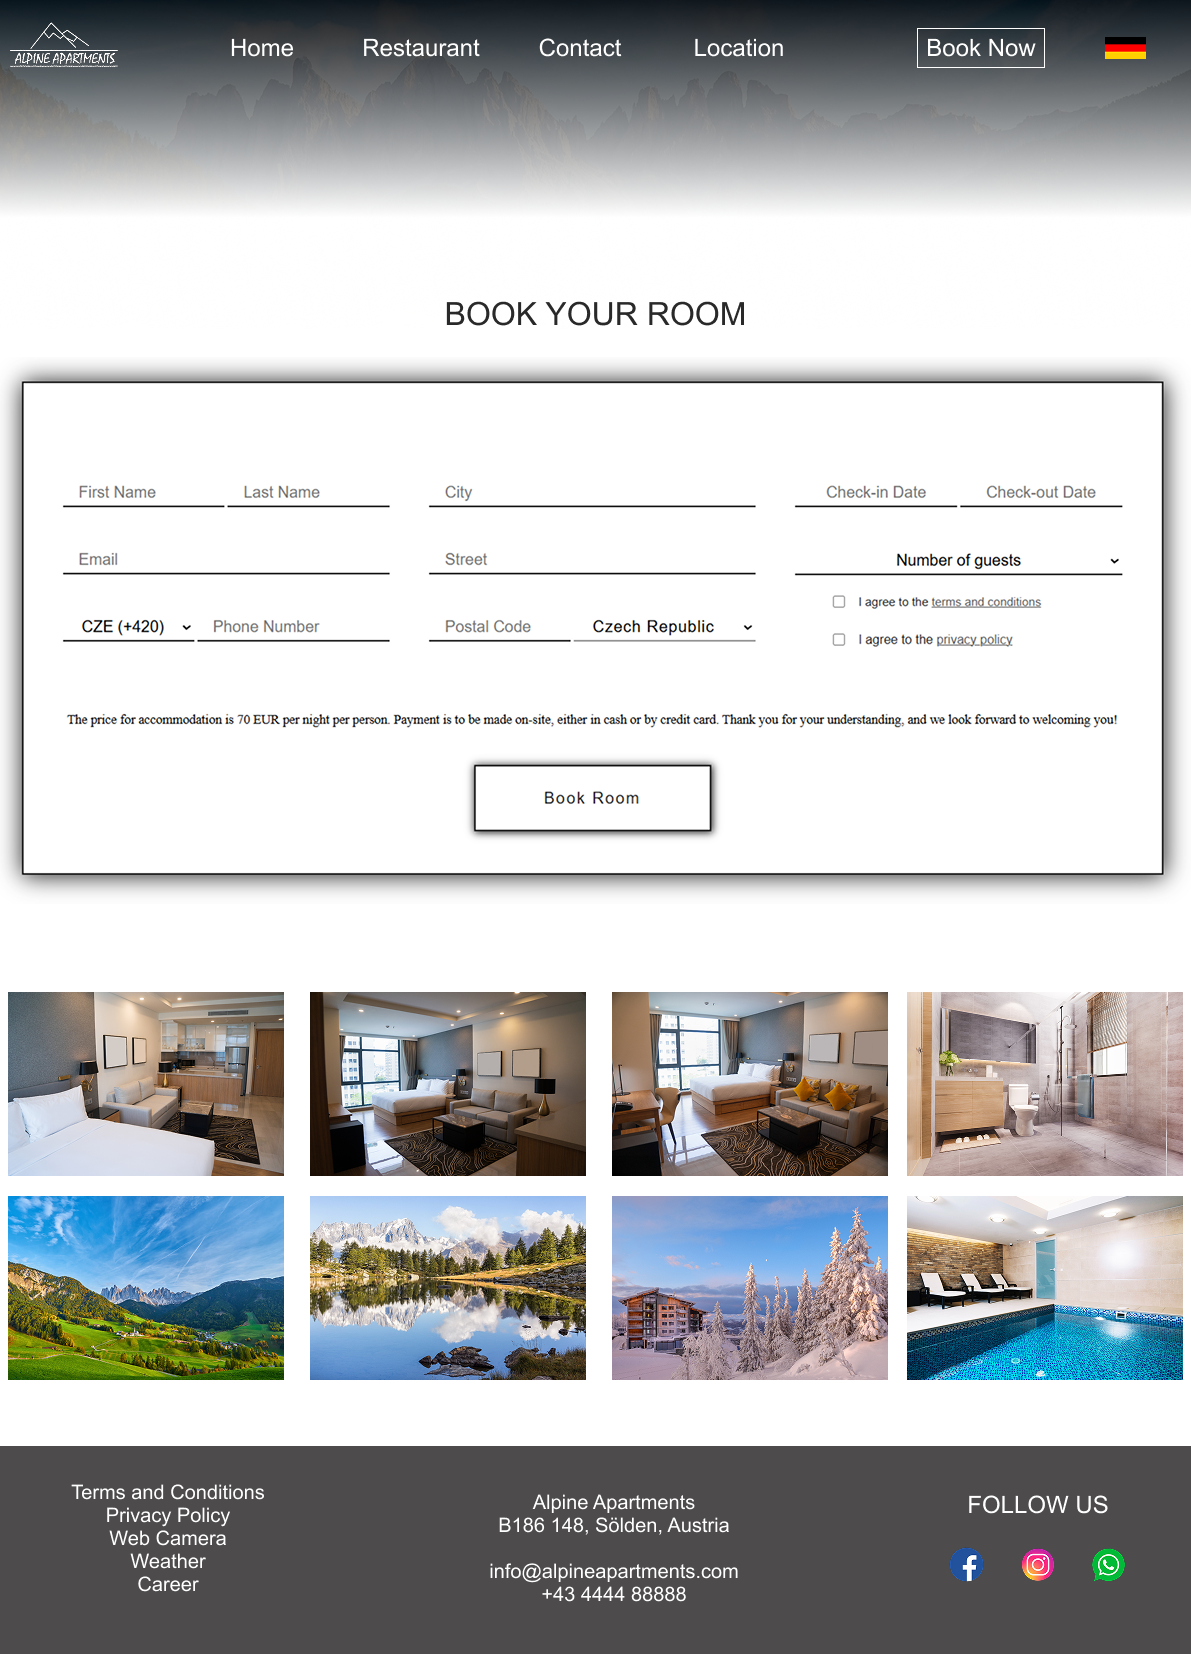 ALPINE APARTMENTS
Home Restaurant Contact Location Book Now
BOOK YOUR ROOM
First Name Last Name City Check-in Date Check-out Date
Email Street Number of guests
I agree to the terms and conditions
CZE (+420) Phone Number Postal Code Czech Republic
I agree to the privacy policy
The price for accommodation is 70 EUR per night per person. Payment is to be made on-site, either in cash or by credit card. Thank you for your understanding, and we look forward to welcoming you!
Book Room
Terms and Conditions
Privacy Policy
Web Camera
Weather
Career
Alpine Apartments
B186 148, Sölden, Austria
info@alpineapartments.com
+43 4444 88888
FOLLOW US